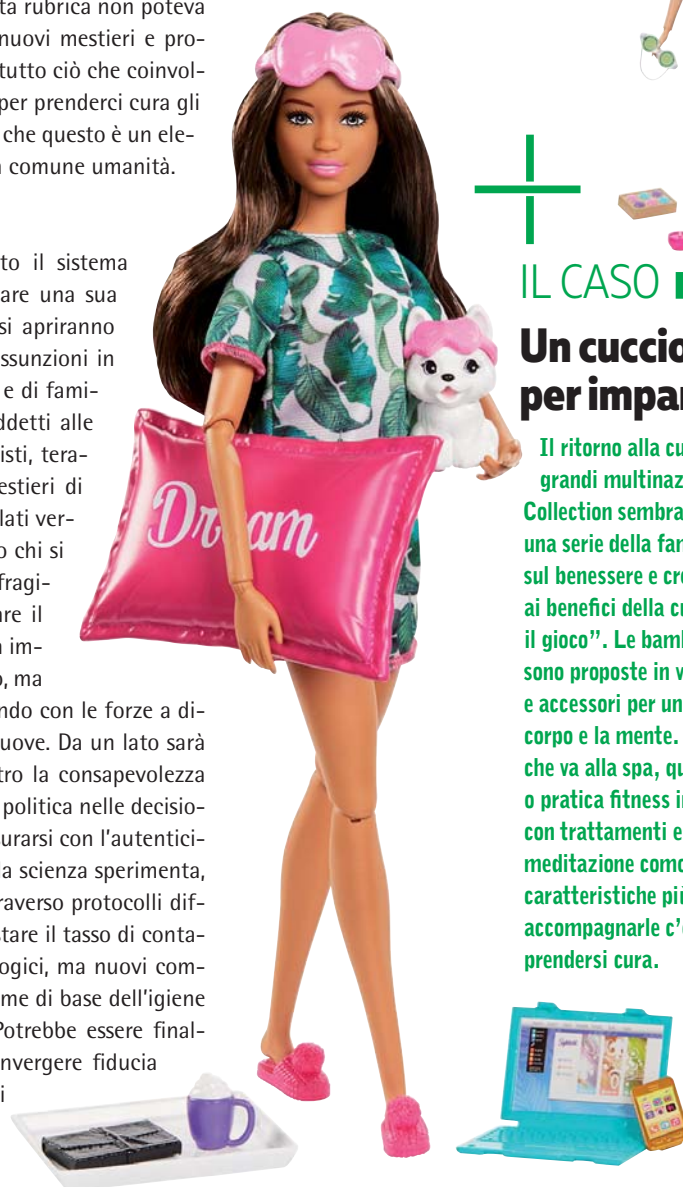 ta rubrica non poteva
nuovi mestieri e pro-
tutto ciò che coinvol-
per prenderci cura gli
che questo è un ele-
comune umanità.
to il sistema
are una sua
si apriranno
ssunzioni in
e di fami-
ddetti alle
isti, tera-
estieri di
lati ver-
o chi si
fragi-
are il
im-
o, ma
ndo con le forze a di-
uove. Da un lato sarà
tro la consapevolezza
politica nelle decisio-
surarsi con l'autentici-
la scienza sperimenta,
raverso protocolli dif-
stare il tasso di conta-
ogici, ma nuovi com-
me di base dell'igiene
Potrebbe essere final-
nvergere fiducia
i
Dream
IL CASO
Un cuccio
per impar
Il ritorno alla cu
grandi multinaz
Collection sembra
una serie della fan
sul benessere e cre
ai benefici della cu
il gioco”. Le bamb
sono proposte in v
e accessori per un
corpo e la mente.
che va alla spa, qu
o pratica fitness in
con trattamenti e
meditazione como
caratteristiche più
accompagnarle c’
prendersi cura.